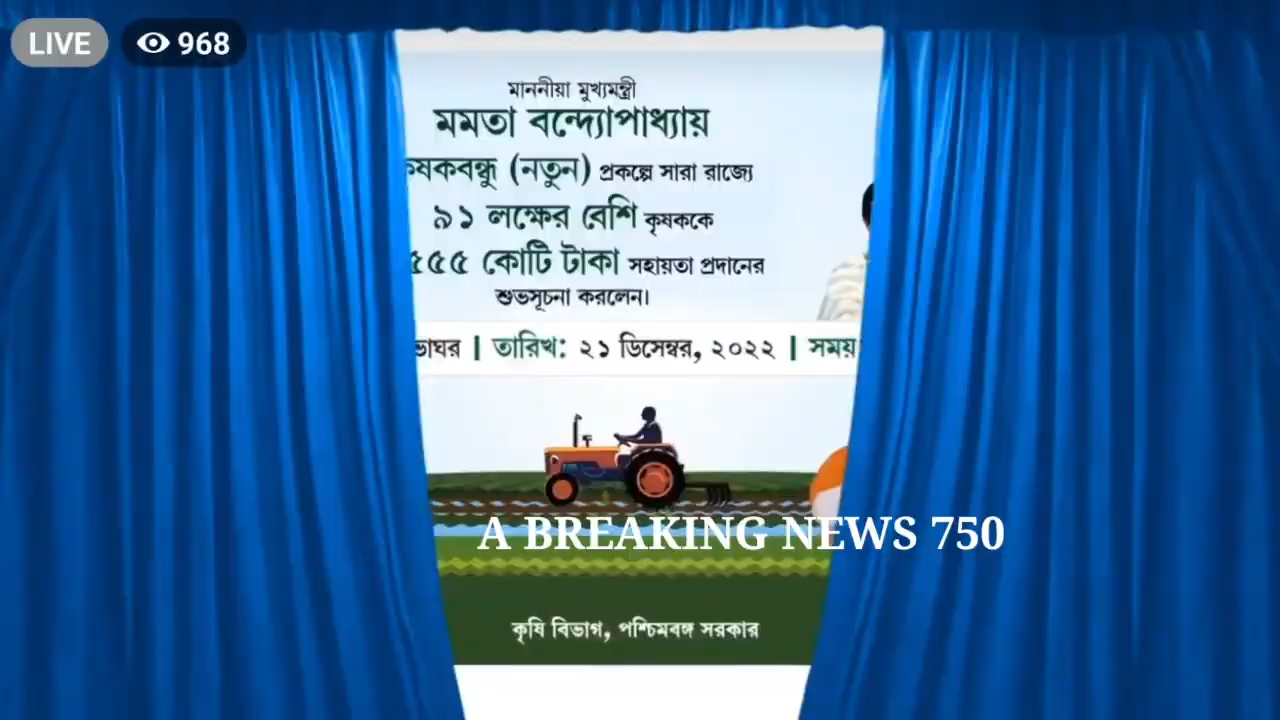 LIVE
968
মাননীয়া মুখ্যমন্ত্রী
মমতা বন্দ্যোপাধ্যায়
(নতুন) প্রকল্পে সারা রাজ্যে
৯১ লক্ষের বেশি কৃষককে
কোটি টাকা সহায়তা প্রদানের
শুভসূচনা করলেন।
| তারিখ: ২১ ডিসেম্বর, ২০২২ | সময়
A BREAKING NEWS 750
কৃষি বিভাগ, পশ্চিমবঙ্গ সরকার